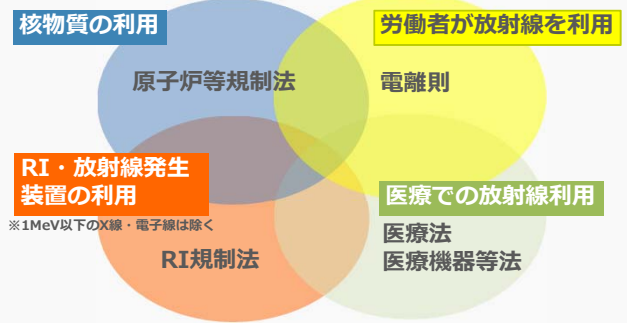 核物質の利用
労働者が放射線を利用
原子炉等規制法
電離則
RI・放射線発生
装置の利用
※1MeV以下のX線・電子線は除く
医療での放射線利用
RI規制法
医療法
医療機器等法